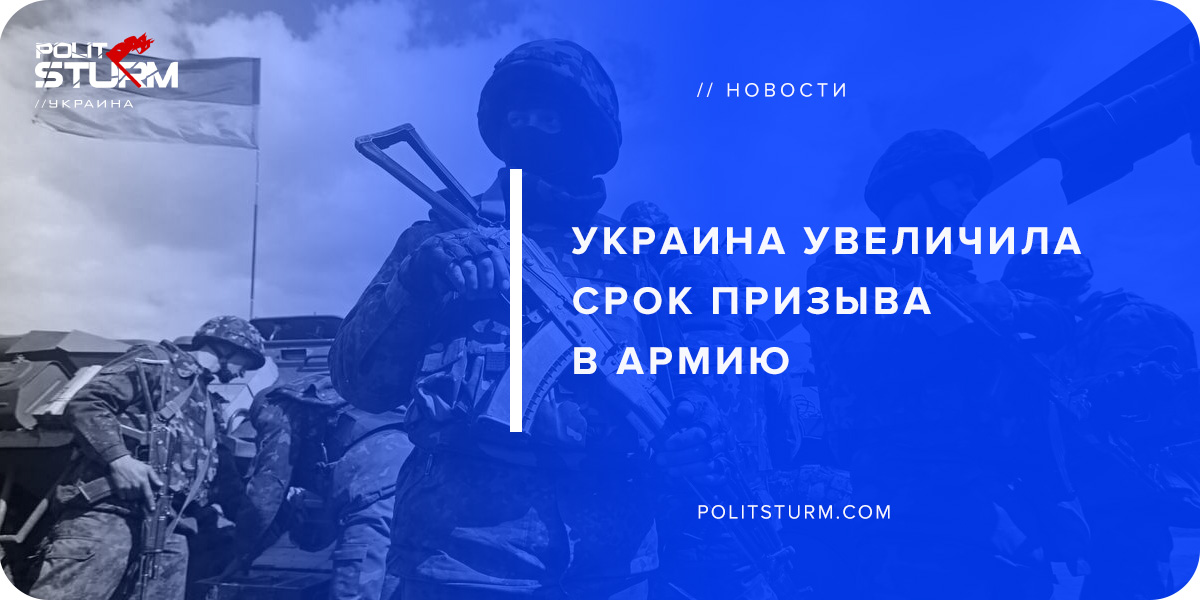 POLIT
STURM
//УКРАИНА
// НОВОСТИ
УКРАИНА УВЕЛИЧИЛА
СРОК ПРИЗЫВА
В АРМИЮ
POLITSTURM.COM